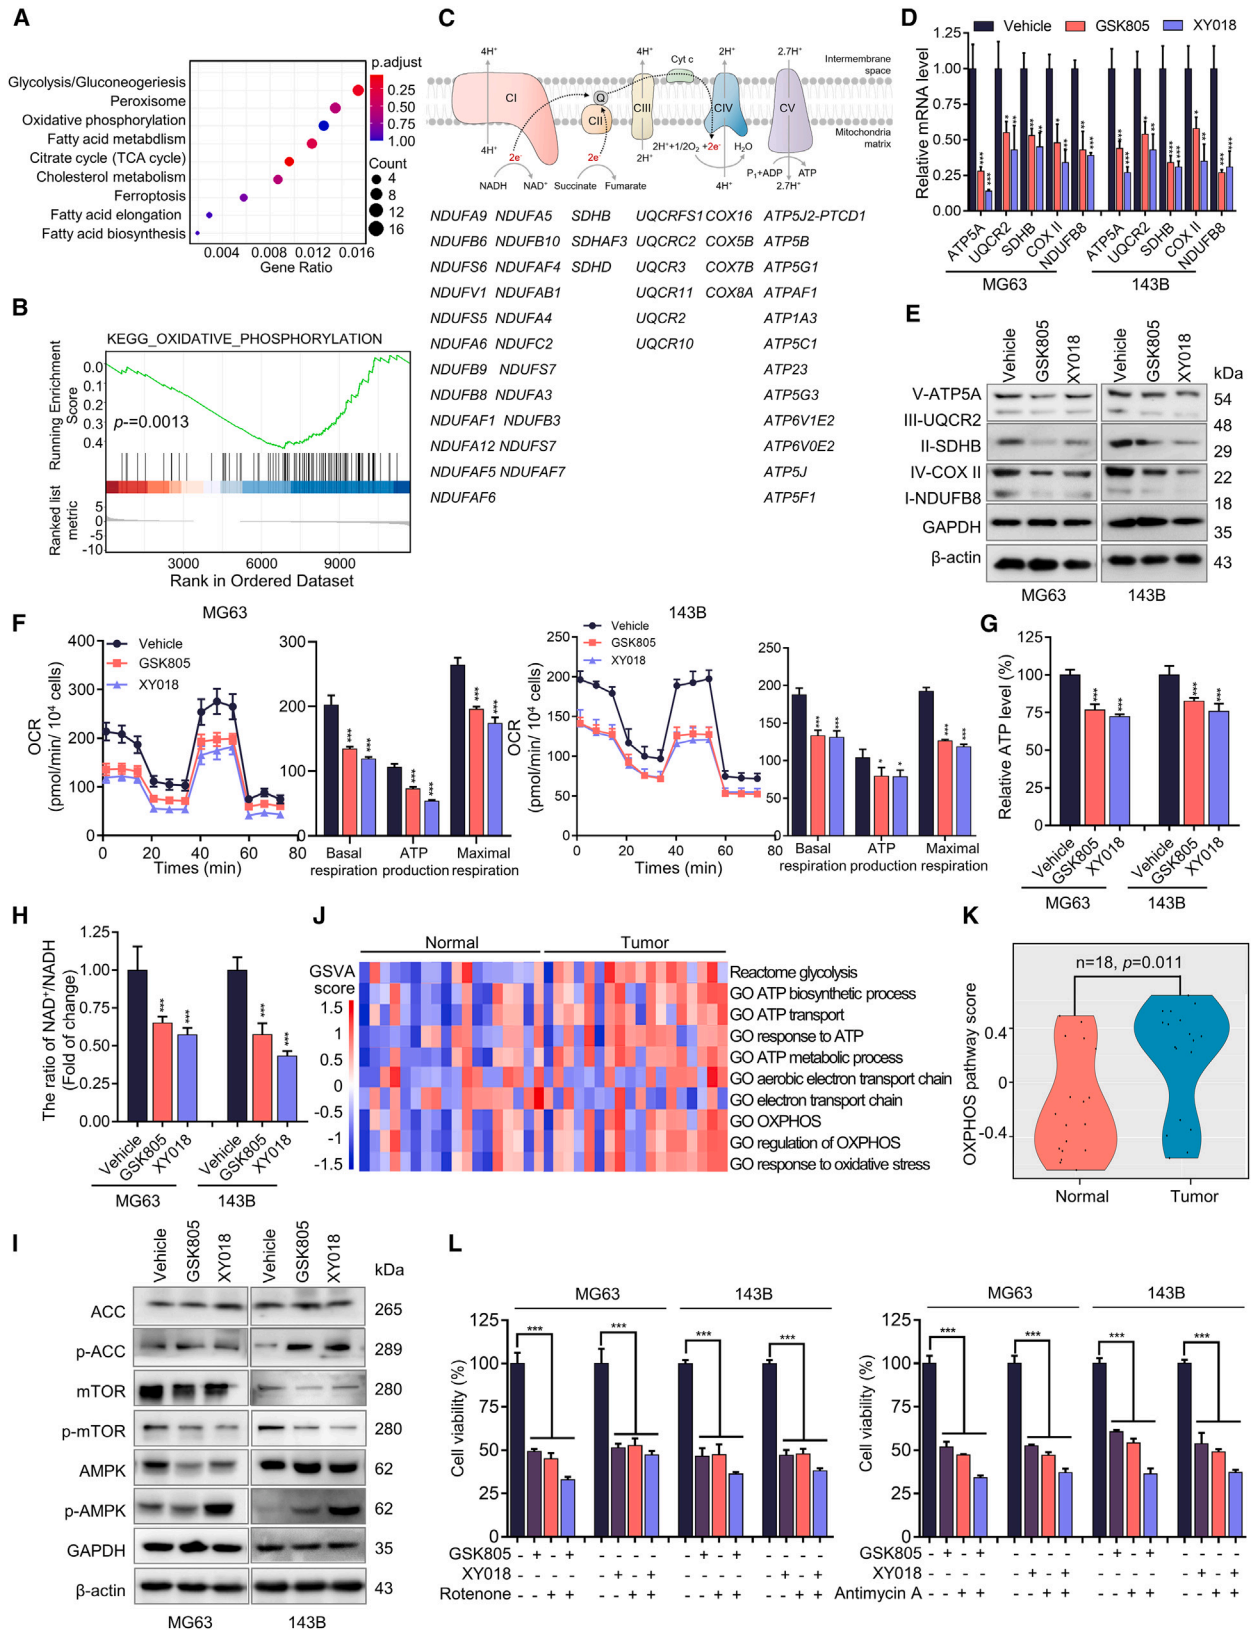 A
p.adjust
0.25
0.50
0.75
1.00
Count
4
8
12
16
Glycolysis/Gluconeogeriesis
Peroxisome
Oxidative phosphorylation
Fatty acid metabdlism
Citrate cycle (TCA cycle)
Cholesterol metabolism
Ferroptosis
Fatty acid elongation
Fatty acid biosynthesis
0.004 0.008 0.012 0.016
Gene Ratio
B
KEGG_OXIDATIVE_PHOSPHORYLATION
Running Enrichment
Score
0.0
0.1
0.2
0.3
0.4
p-=0.0013
Ranked list
metric
5
0
-5
-10
3000 6000 9000
Rank in Ordered Dataset
C
4H+ 4H+ Cyt c 2H+ 2.7H+
Intermembrane
space
CI Q CII CIII CIV CV
Mitochondria
matrix
4H+ 2e- 2e- 2H+ 2H++1/2O2 +2e- H2O
P1+ADP ATP
NADH NAD+ Succinate Fumarate 4H+ 2.7H+
NDUFA9 NDUFA5 SDHB UQCRFS1 COX16 ATP5J2-PTCD1
NDUFB6 NDUFB10 SDHAF3 UQCRC2 COX5B ATP5B
NDUFS6 NDUFAF4 SDHD UQCR3 COX7B ATP5G1
NDUFV1 NDUFAB1 UQCR11 COX8A ATPAF1
NDUFS5 NDUFA4 UQCR2 ATP1A3
NDUFA6 NDUFC2 UQCR10 ATP5C1
NDUFB9 NDUFS7 ATP23
NDUFB8 NDUFA3 ATP5G3
NDUFAF1 NDUFB3 ATP6V1E2
NDUFA12 NDUFS7 ATP6V0E2
NDUFAF5 NDUFAF7 ATP5J
NDUFAF6 ATP5F1
D
Vehicle GSK805 XY018
Relative mRNA level
1.25
1.00
0.75
0.50
0.25
0.00
ATP5A UQCR2 SDHB COX II NDUFB8 ATP5A UQCR2 SDHB COX II NDUFB8
MG63 143B
E
Vehicle GSK805 XY018 Vehicle GSK805 XY018
kDa
V-ATP5A 54
III-UQCR2 48
II-SDHB 29
IV-COX II 22
I-NDUFB8 18
GAPDH 35
β-actin 43
MG63 143B
F
MG63
Vehicle
GSK805
XY018
OCR
(pmol/min/ 10⁴ cells)
400
300
200
100
0
0 20 40 60 80
Times (min)
300
200
100
0
*** *** *** *** *** ***
Basal respiration ATP production Maximal respiration
143B
Vehicle
GSK805
XY018
OCR
(pmol/min/ 10⁴ cells)
250
200
150
100
50
0
0 20 40 60 80
Times (min)
250
200
150
100
50
0
*** *** * * *** ***
Basal respiration ATP production Maximal respiration
G
Relative ATP level (%)
125
100
75
50
25
0
*** *** *** ***
Vehicle GSK805 XY018 Vehicle GSK805 XY018
MG63 143B
H
The ratio of NAD+/NADH
(Fold of change)
1.25
1.00
0.75
0.50
0.25
0.00
*** *** *** ***
Vehicle GSK805 XY018 Vehicle GSK805 XY018
MG63 143B
J
Normal Tumor
GSVA
score
1.5
1
0.5
0
-0.5
-1
-1.5
Reactome glycolysis
GO ATP biosynthetic process
GO ATP transport
GO response to ATP
GO ATP metabolic process
GO aerobic electron transport chain
GO electron transport chain
GO OXPHOS
GO regulation of OXPHOS
GO response to oxidative stress
K
n=18, p=0.011
OXPHOS pathway score
0.4
0
-0.4
Normal Tumor
I
Vehicle GSK805 XY018 Vehicle GSK805 XY018
kDa
ACC 265
p-ACC 289
mTOR 280
p-mTOR 280
AMPK 62
p-AMPK 62
GAPDH 35
β-actin 43
MG63 143B
L
MG63 143B
Cell viability (%)
125
100
75
50
25
0
*** *** *** ***
GSK805 - + - + - - - - - + - + - - - -
XY018 - - - - - + - + - - - - - + - +
Rotenone - - + + - - + + - - + + - - + +
MG63 143B
Cell viability (%)
125
100
75
50
25
0
*** *** *** ***
GSK805 - + - + - - - - - + - + - - - -
XY018 - - - - - + - + - - - - - + - +
Antimycin A - - + + - - + + - - + + - - + +